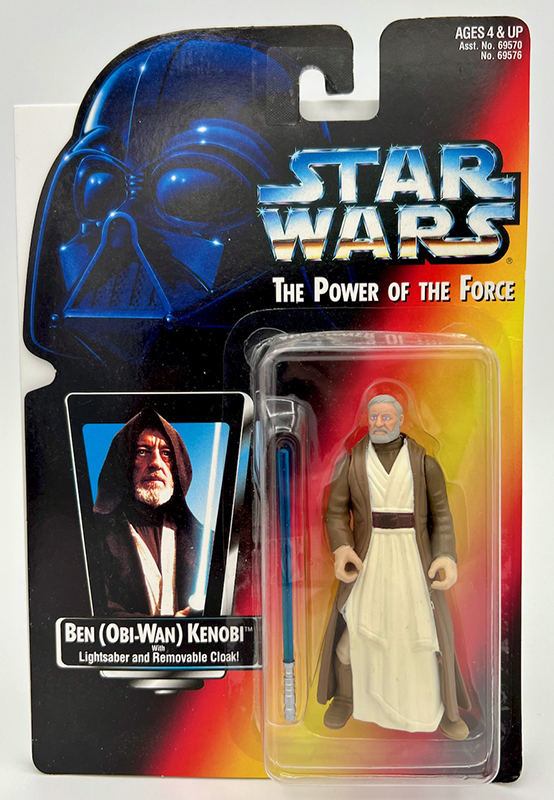 AGES 4 & UP
Asst. No. 69570
No. 69576
STAR
WARS®
THE POWER OF THE FORCE
BEN (OBI-WAN) KENOBI™
With
Lightsaber and Removable Cloak!